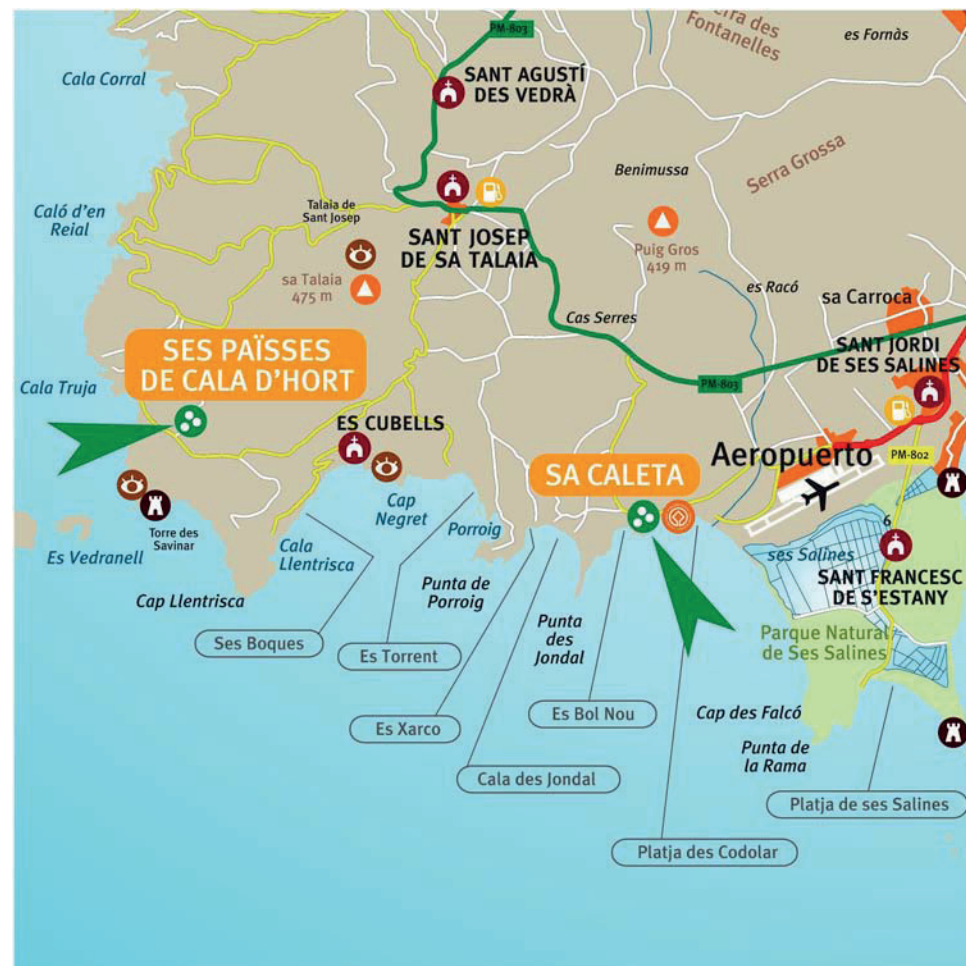 PM-803
Fontanelles
es Fornàs
Cala Corral
SANT AGUSTÍ
DES VEDRÀ
Serra Grossa
Benimussa
Caló d'en
Reial
Talaia de
Sant Josep
SANT JOSEP
DE SA TALAIA
Puig Gros
419 m
sa Talaia
475 m
es Racó
sa Carroca
Cas Serres
SES PAÏSSES
DE CALA D'HORT
SANT JORDI
DE SES SALINES
PM-803
Cala Truja
ES CUBELLS
Aeropuerto
PM-802
SA CALETA
Cap
Negret
Porroig
6
Torre des
Savinar
Es Vedranell
Cala
Llentrisca
ses Salines
SANT FRANCESC
DE S'ESTANY
Punta de
Porroig
Cap Llentrisca
Punta
des
Jondal
Parque Natural
de Ses Salines
Ses Boques
Es Torrent
Es Xarco
Es Bol Nou
Cap des Falcó
Punta de
la Rama
Cala des Jondal
Platja de ses Salines
Platja des Codolar